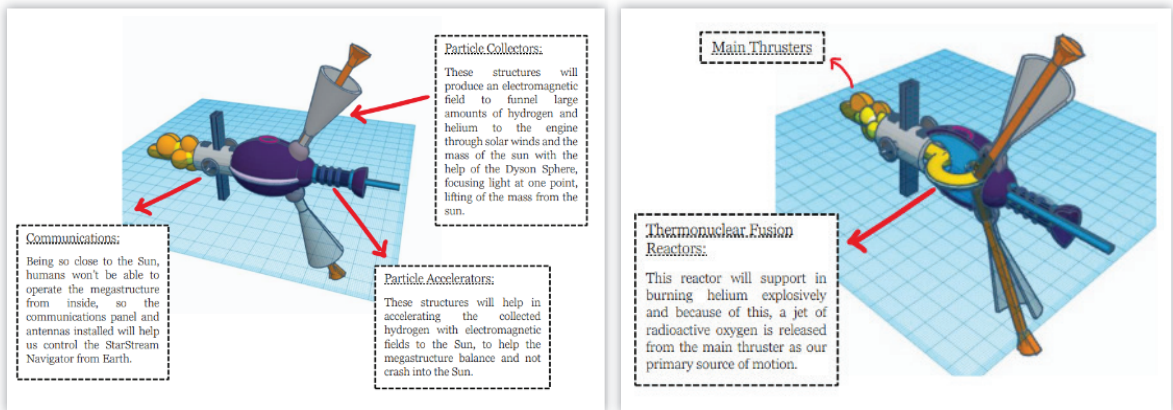 Particle Collectors:
These structures will
produce an electromagnetic
field to funnel large
amounts of hydrogen and
helium to the engine
through solar winds and the
mass of the sun with the
help of the Dyson Sphere,
focusing light at one point,
lifting of the mass from the
sun.
Communications:
Being so close to the Sun,
humans won't be able to
operate the megastructure
from inside, so the
communications panel and
antennas installed will help
us control the StarStream
Navigator from Earth.
Particle Accelerators:
These structures will help in
accelerating the collected
hydrogen with electromagnetic
fields to the Sun, to help the
megastructure balance and not
crash into the Sun.
Main Thrusters
Thermonuclear Fusion
Reactors:
This reactor will support in
burning helium explosively
and because of this, a jet of
radioactive oxygen is released
from the main thruster as our
primary source of motion.